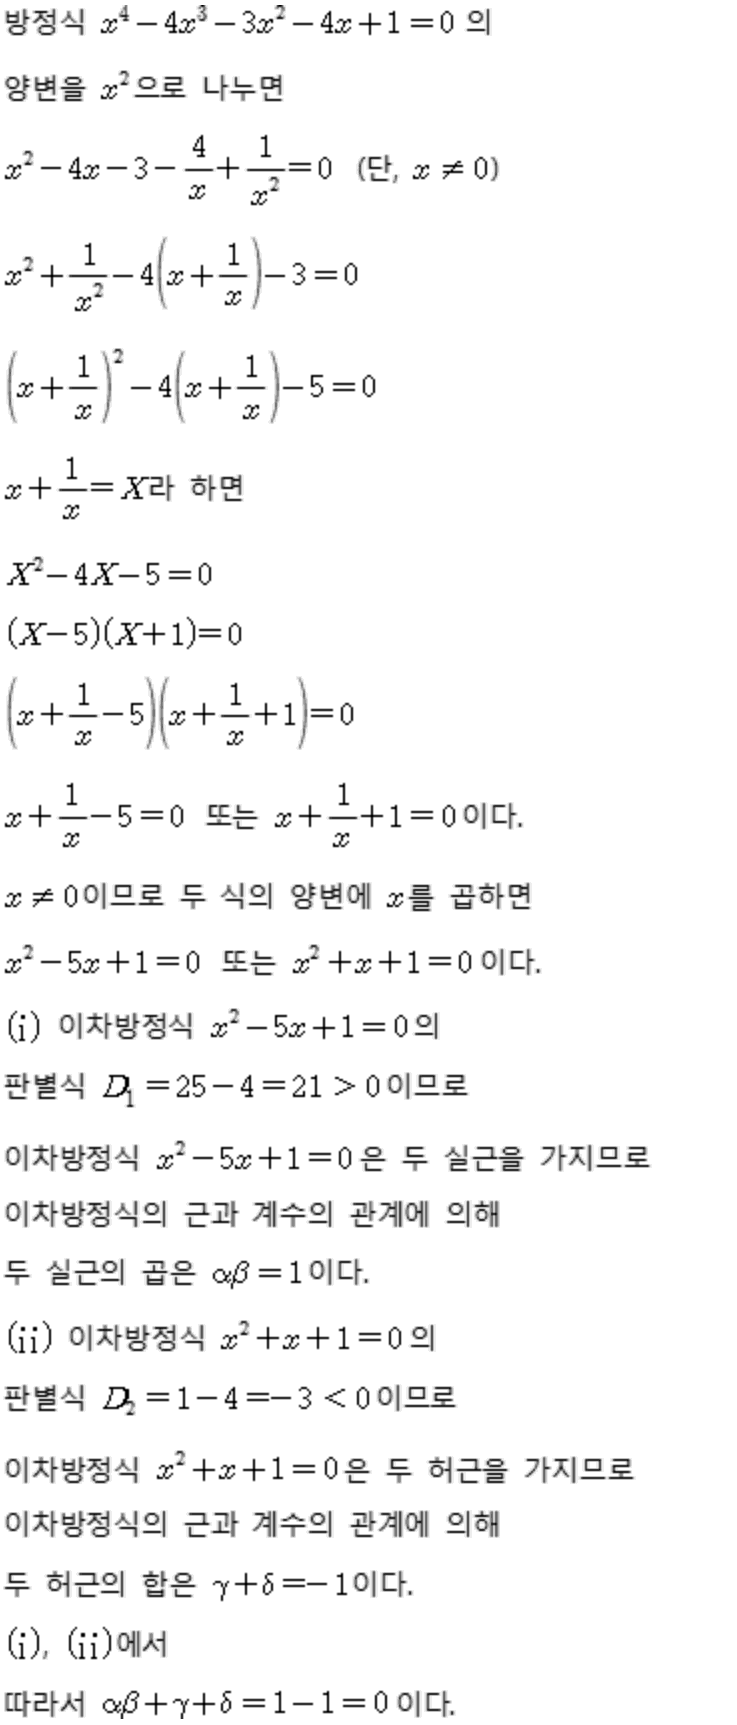 방정식 x⁴－4x³－3x²－4x＋1＝0 의
양변을 x²으로 나누면
x²－4x－3－4/x＋1/x²＝0 (단, x ≠ 0)
x²＋1/x²－4(x＋1/x)－3＝0
(x＋1/x)²－4(x＋1/x)－5＝0
x＋1/x＝X라 하면
X²－4X－5＝0
(X－5)(X＋1)＝0
(x＋1/x－5)(x＋1/x＋1)＝0
x＋1/x－5＝0 또는 x＋1/x＋1＝0 이다.
x ≠ 0이므로 두 식의 양변에 x를 곱하면
x²－5x＋1＝0 또는 x²＋x＋1＝0 이다.
(i) 이차방정식 x²－5x＋1＝0 의
판별식 D₁＝25－4＝21 > 0 이므로
이차방정식 x²－5x＋1＝0 은 두 실근을 가지므로
이차방정식의 근과 계수의 관계에 의해
두 실근의 곱은 αβ＝1이다.
(ii) 이차방정식 x²＋x＋1＝0 의
판별식 D₂＝1－4＝－3 < 0 이므로
이차방정식 x²＋x＋1＝0은 두 허근을 가지므로
이차방정식의 근과 계수의 관계에 의해
두 허근의 합은 γ＋δ＝－1이다.
(i), (ii)에서
따라서 αβ＋γ＋δ＝1－1＝0 이다.